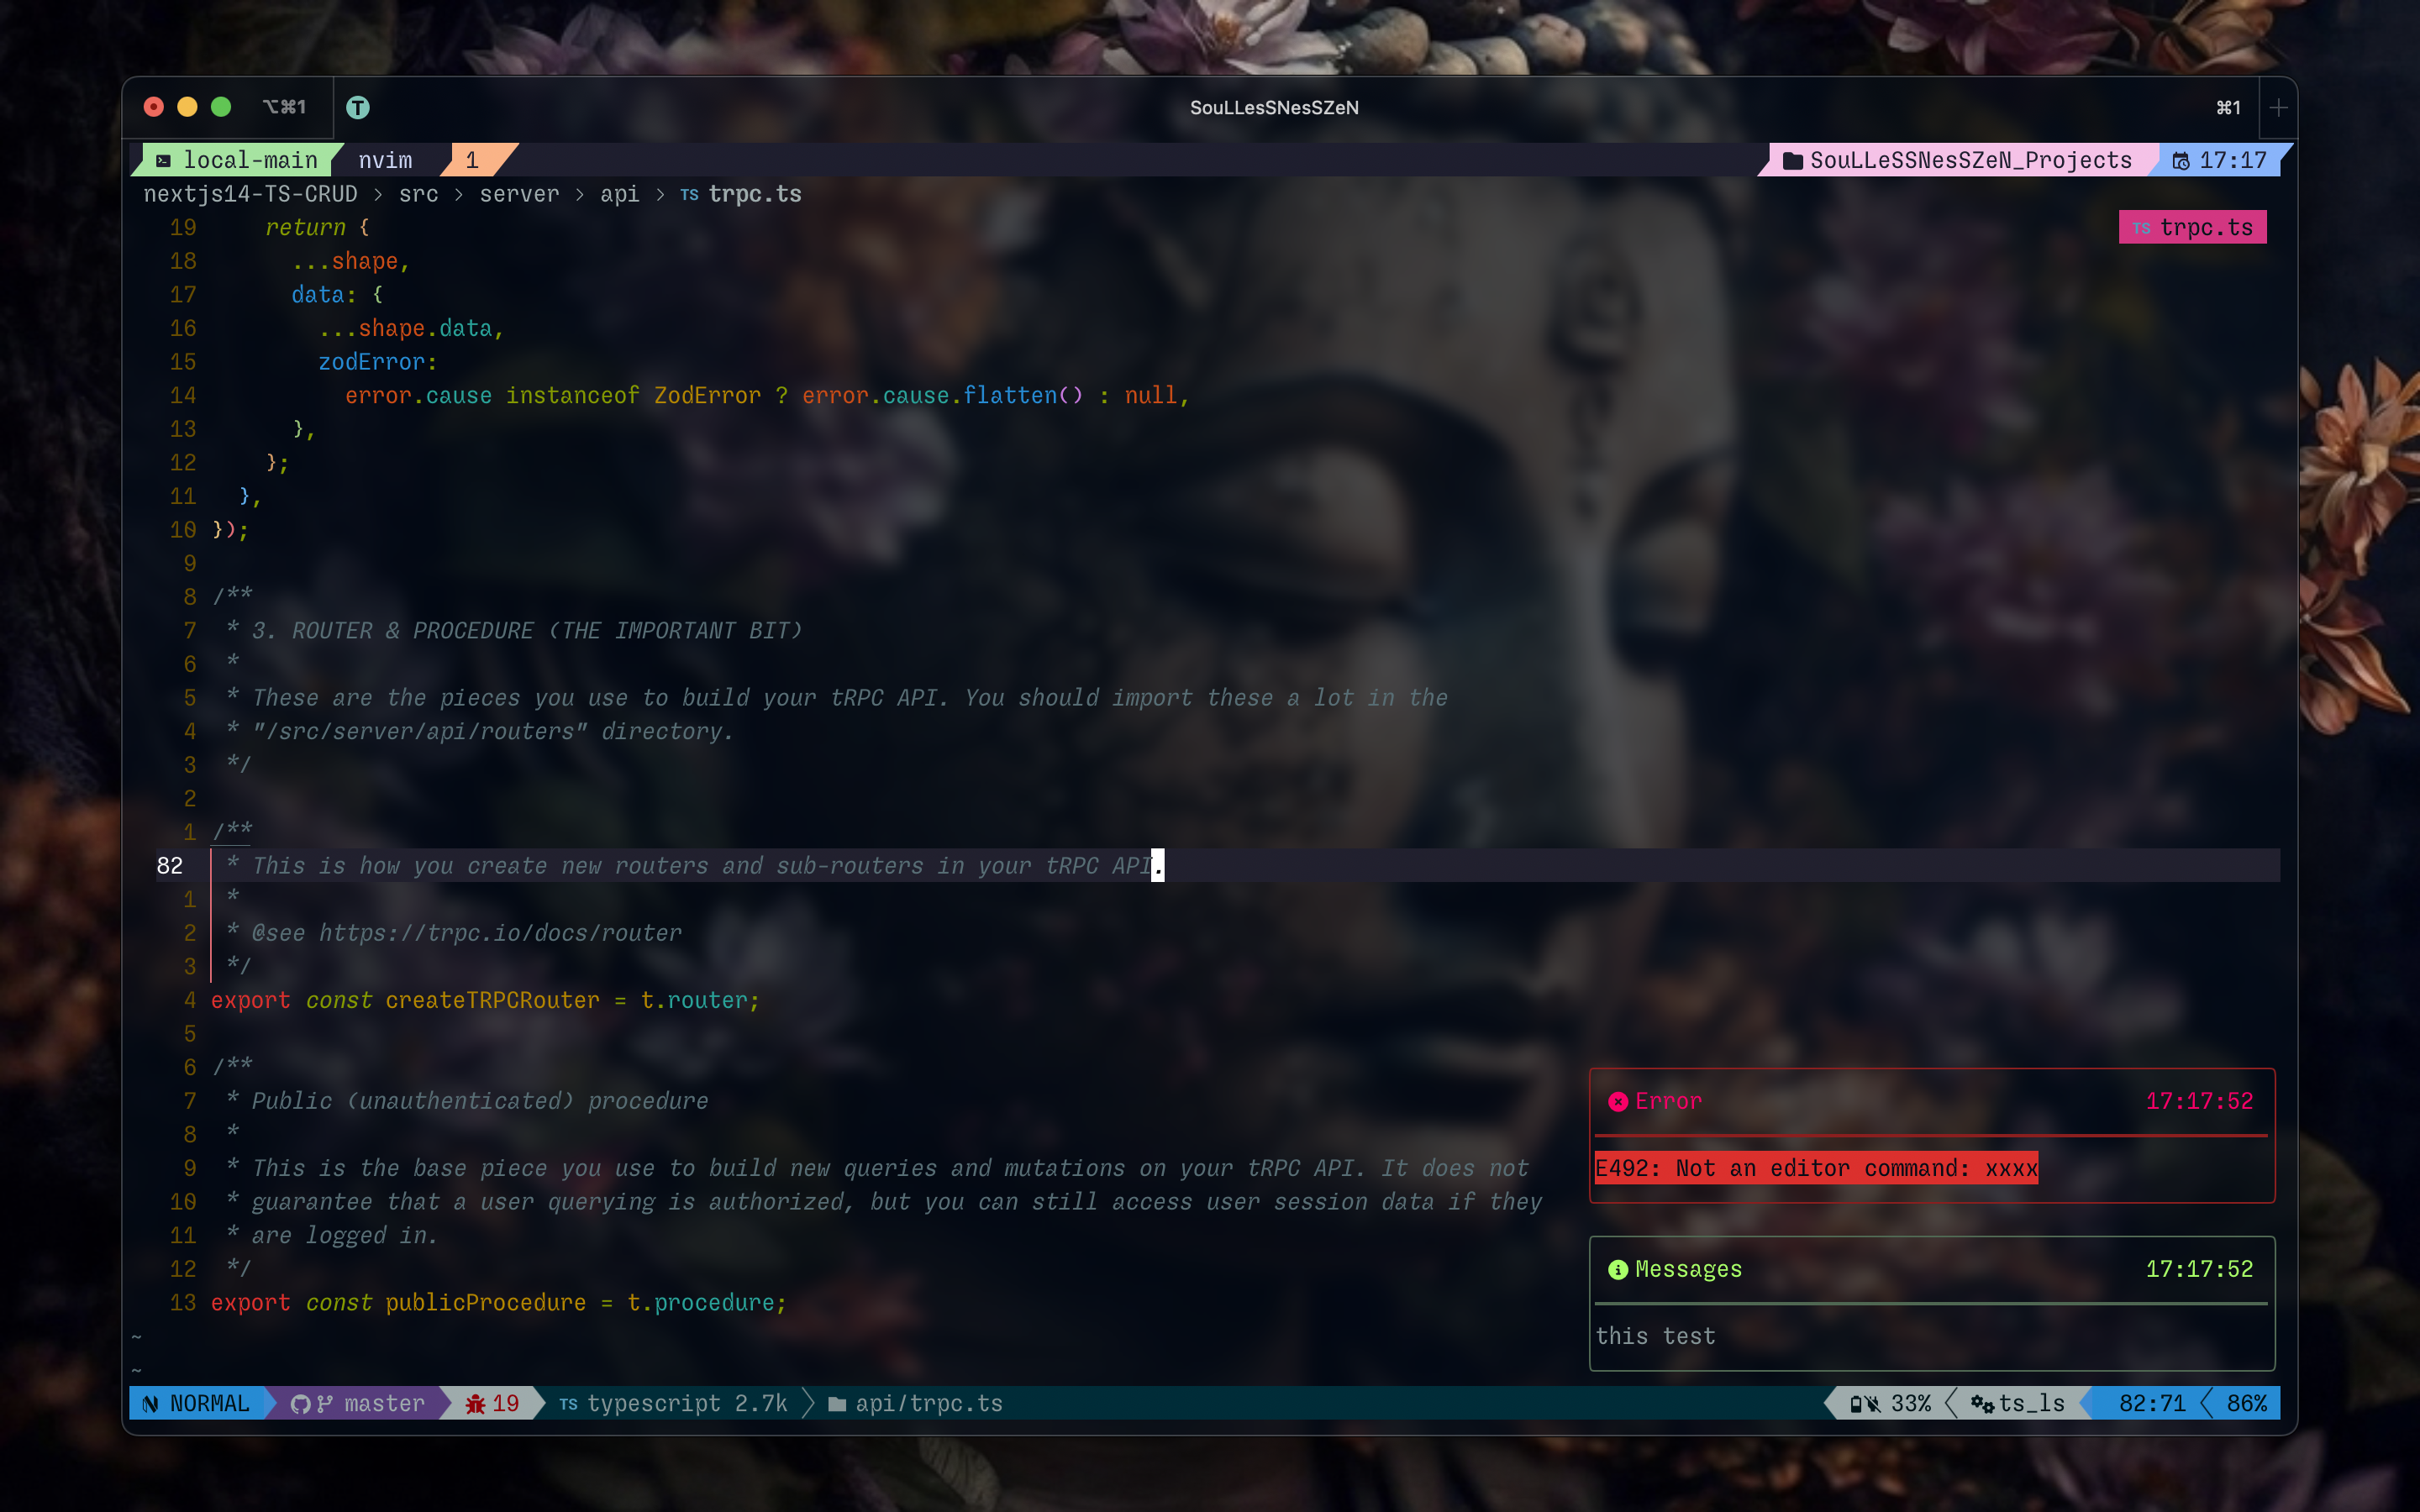 ⌥⌘1 T SouLLesSNesSZeN ⌘1 +
local-main nvim 1 SouLLeSSNesSZeN_Projects 17:17
nextjs14-TS-CRUD > src > server > api > TS trpc.ts
19 return {
TS trpc.ts
18 ...shape,
17 data: {
16 ...shape.data,
15 zodError:
14 error.cause instanceof ZodError ? error.cause.flatten() : null,
13 },
12 };
11 },
10 });
9
8 /**
7 * 3. ROUTER & PROCEDURE (THE IMPORTANT BIT)
6 *
5 * These are the pieces you use to build your tRPC API. You should import these a lot in the
4 * "/src/server/api/routers" directory.
3 */
2
1 /**
82 * This is how you create new routers and sub-routers in your tRPC API.
1 *
2 * @see https://trpc.io/docs/router
3 */
4 export const createTRPCRouter = t.router;
5
6 /**
7 * Public (unauthenticated) procedure
8 *
9 * This is the base piece you use to build new queries and mutations on your tRPC API. It does not
10 * guarantee that a user querying is authorized, but you can still access user session data if they
11 * are logged in.
12 */
13 export const publicProcedure = t.procedure;
~
~
Error 17:17:52
E492: Not an editor command: xxxx
Messages 17:17:52
this test
NORMAL master 19 TS typescript 2.7k api/trpc.ts 33% ts_ls 82:71 86%